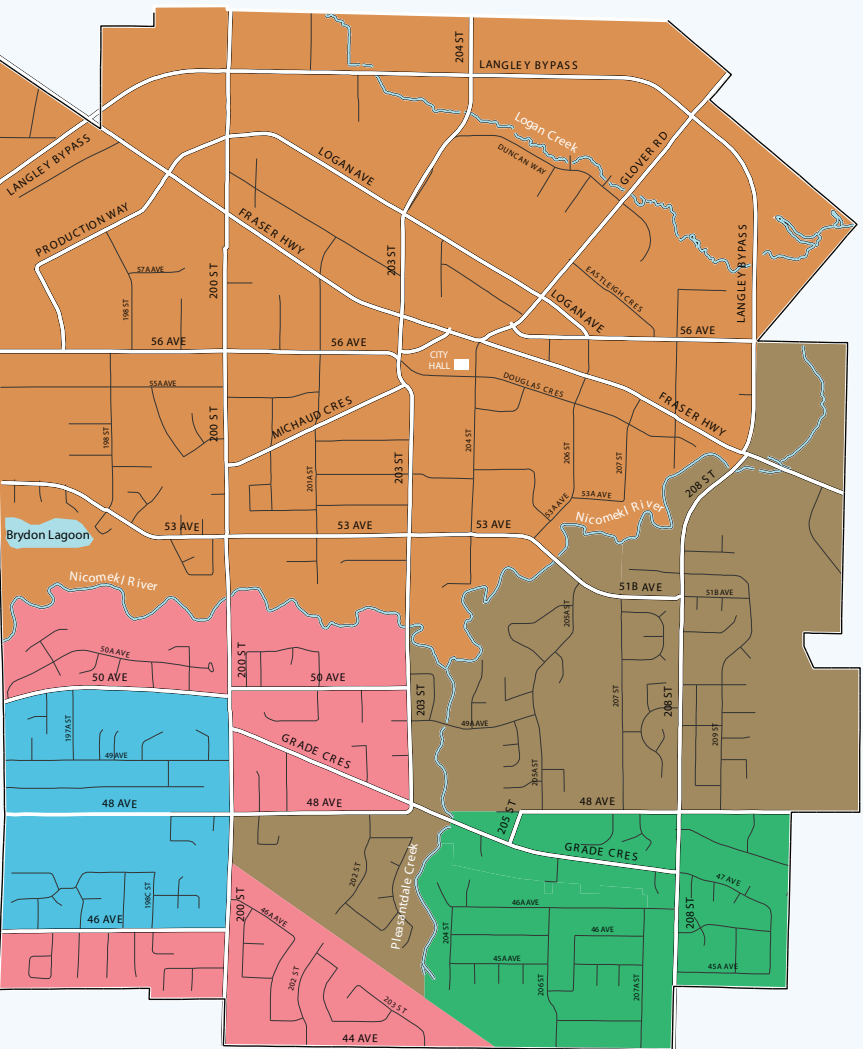 204 ST
LANGLEY BYPASS
Logan Creek
LANGLEY BYPASS
LOGAN AVE
DUNCAN WAY
GLOVER RD
PRODUCTION WAY
FRASER HWY
203 ST
200 ST
57A AVE
198 ST
EASTLEIGH CRES
LANGLEY BYPASS
LOGAN AVE
56 AVE
56 AVE
56 AVE
CITY
HALL
55A AVE
DOUGLAS CRES
FRASER HWY
MICHAUD CRES
200 ST
198 ST
204 ST
206 ST
207 ST
203 ST
201A ST
208 ST
53A AVE
53A AVE
Nicomekl River
53 AVE
53 AVE
53 AVE
Brydon Lagoon
Nicomekl River
51B AVE
51B AVE
205A ST
50A AVE
200 ST
50 AVE
50 AVE
203 ST
207 ST
208 ST
197A ST
49A AVE
209 ST
GRADE CRES
49 AVE
205A ST
48 AVE
48 AVE
48 AVE
205 ST
GRADE CRES
Pleasantdale Creek
202 ST
47 AVE
198C ST
200 ST
46A AVE
46A AVE
208 ST
46 AVE
46 AVE
204 ST
45A AVE
45A AVE
202 ST
206 ST
207A ST
203 ST
44 AVE